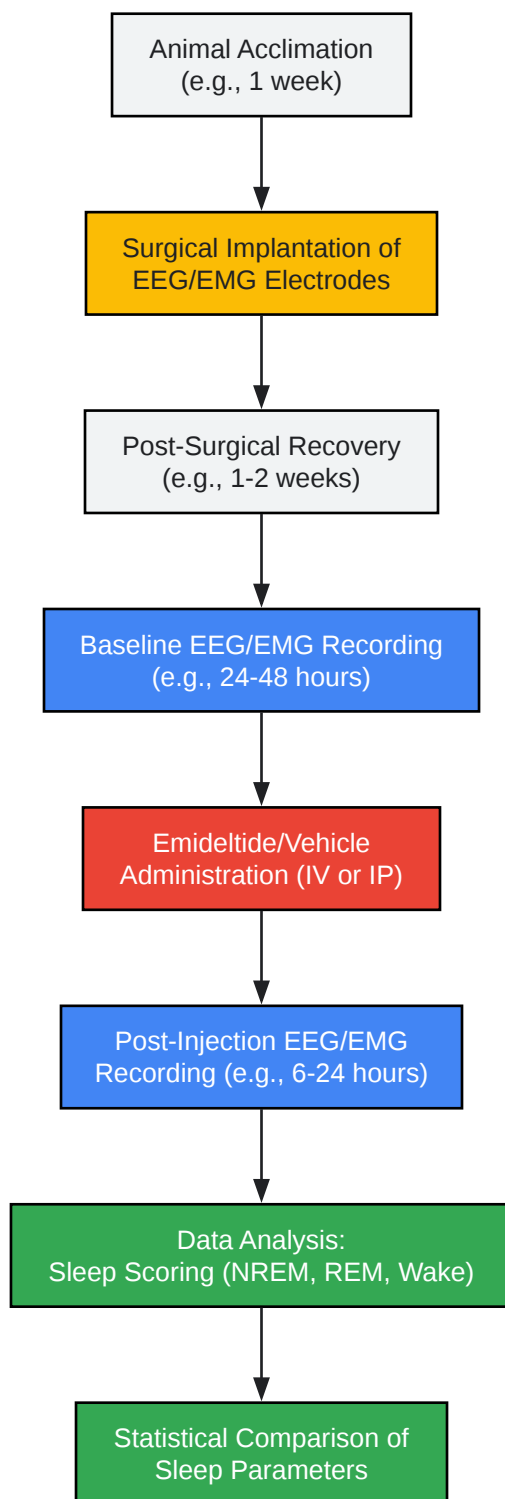 Animal Acclimation
(e.g., 1 week)
Surgical Implantation of
EEG/EMG Electrodes
Post-Surgical Recovery
(e.g., 1-2 weeks)
Baseline EEG/EMG Recording
(e.g., 24-48 hours)
Emideltide/Vehicle
Administration (IV or IP)
Post-Injection EEG/EMG
Recording (e.g., 6-24 hours)
Data Analysis:
Sleep Scoring (NREM, REM, Wake)
Statistical Comparison of
Sleep Parameters